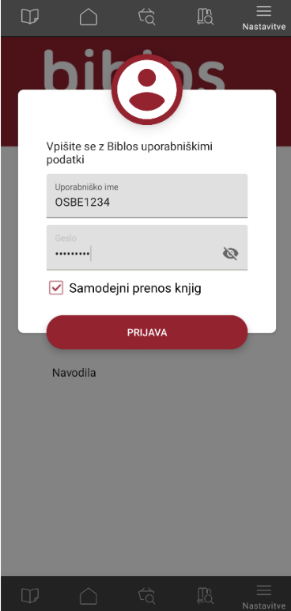 Nastavitve
biblos
Vpišite se z Biblos uporabniškimi
podatki
Uporabniško ime
OSBE1234
Geslo
•••••••••
Samodejni prenos knjig
PRIJAVA
Navodila
Nastavitve